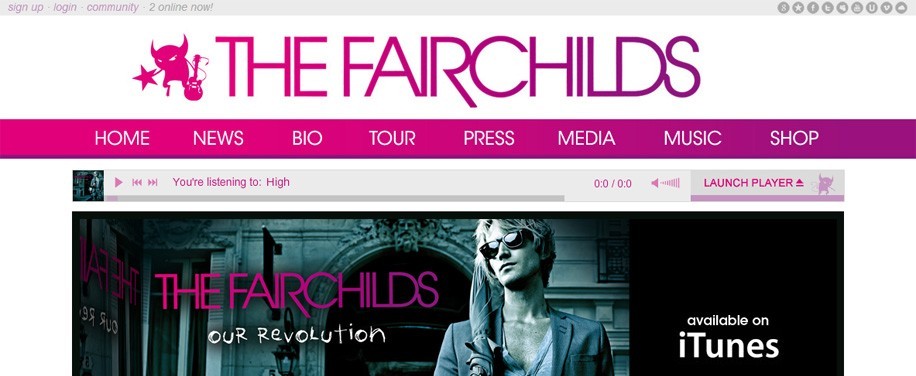 sign up · login · community · 2 online now!
THE FAIRCHILDS
HOME NEWS BIO TOUR PRESS MEDIA MUSIC SHOP
You're listening to: High 0:0 / 0:0 LAUNCH PLAYER
THE FAIRCHILDS
OUR REVOLUTION
available on
iTunes